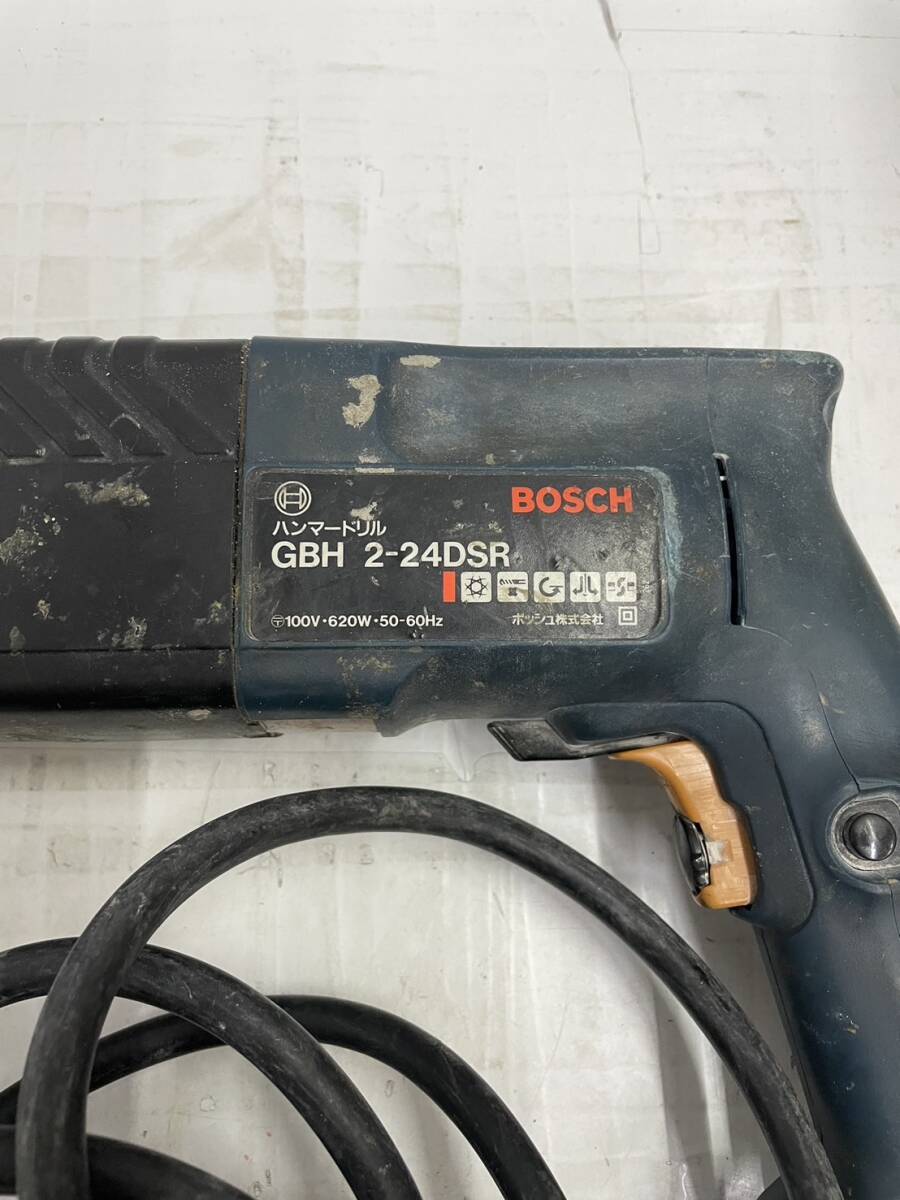 BOSCH
ハンマードリル
GBH 2-24DSR
〒100V・620W・50-60Hz
ボッシュ株式会社